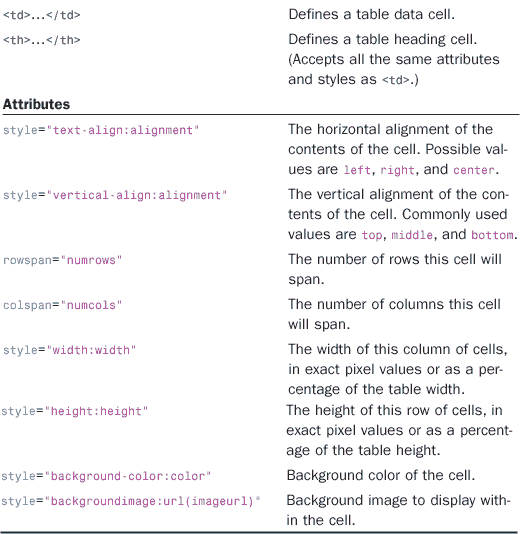 <td>...</td> Defines a table data cell.
<th>...</th> Defines a table heading cell.
(Accepts all the same attributes
and styles as <td>.)
Attributes
style="text-align:alignment" The horizontal alignment of the
contents of the cell. Possible val-
ues are left, right, and center.
style="vertical-align:alignment" The vertical alignment of the con-
tents of the cell. Commonly used
values are top, middle, and bottom.
rowspan="numrows" The number of rows this cell will
span.
colspan="numcols" The number of columns this cell
will span.
style="width:width" The width of this column of cells,
in exact pixel values or as a per-
centage of the table width.
style="height:height" The height of this row of cells, in
exact pixel values or as a percent-
age of the table height.
style="background-color:color" Background color of the cell.
style="backgroundimage:url(imageurl)" Background image to display with-
in the cell.